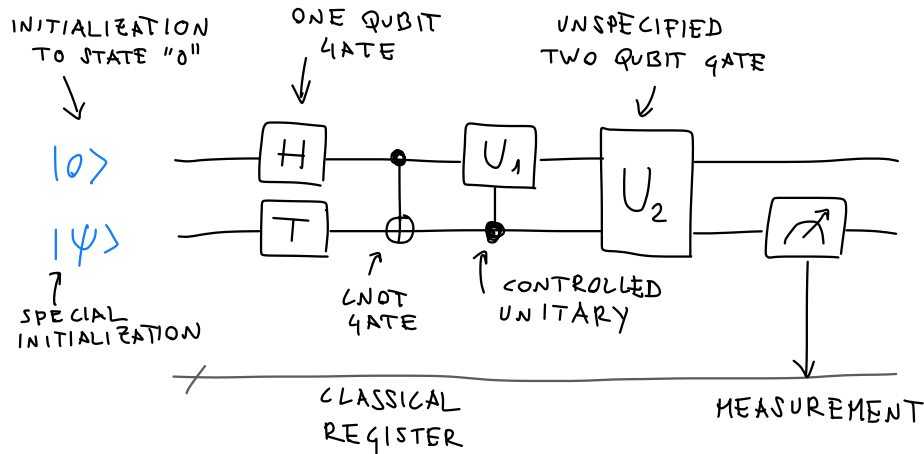 INITIALIZATION
TO STATE "0"
ONE QUBIT
GATE
UNSPECIFIED
TWO QUBIT GATE
|0⟩
H
U₁
U₂
|ψ⟩
T
SPECIAL
INITIALIZATION
CNOT
GATE
CONTROLLED
UNITARY
CLASSICAL
REGISTER
MEASUREMENT